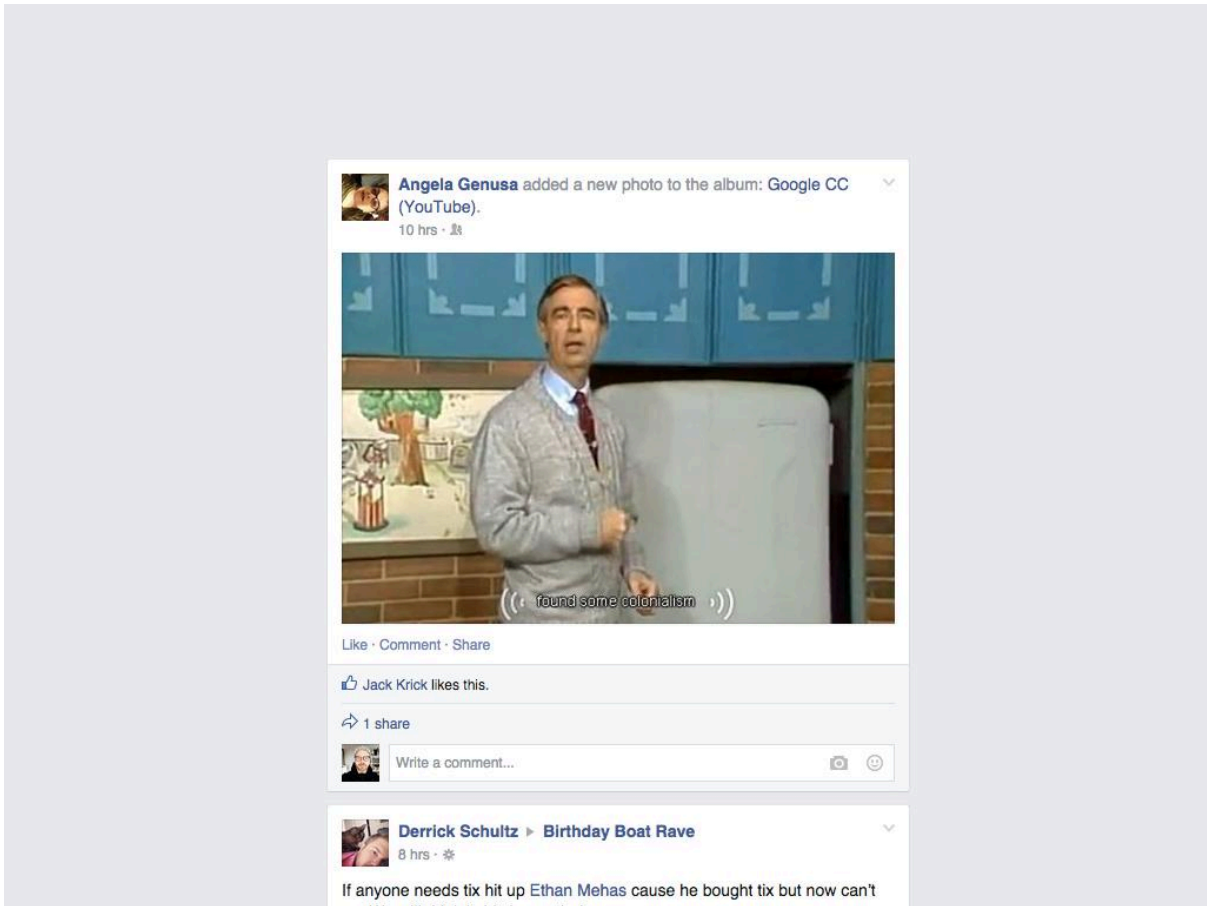 Angela Genusa added a new photo to the album: Google CC
(YouTube).
10 hrs ·
((( found some colonialism )))
Like · Comment · Share
Jack Krick likes this.
1 share
Write a comment...
Derrick Schultz ▸ Birthday Boat Rave
8 hrs ·
If anyone needs tix hit up Ethan Mehas cause he bought tix but now can't